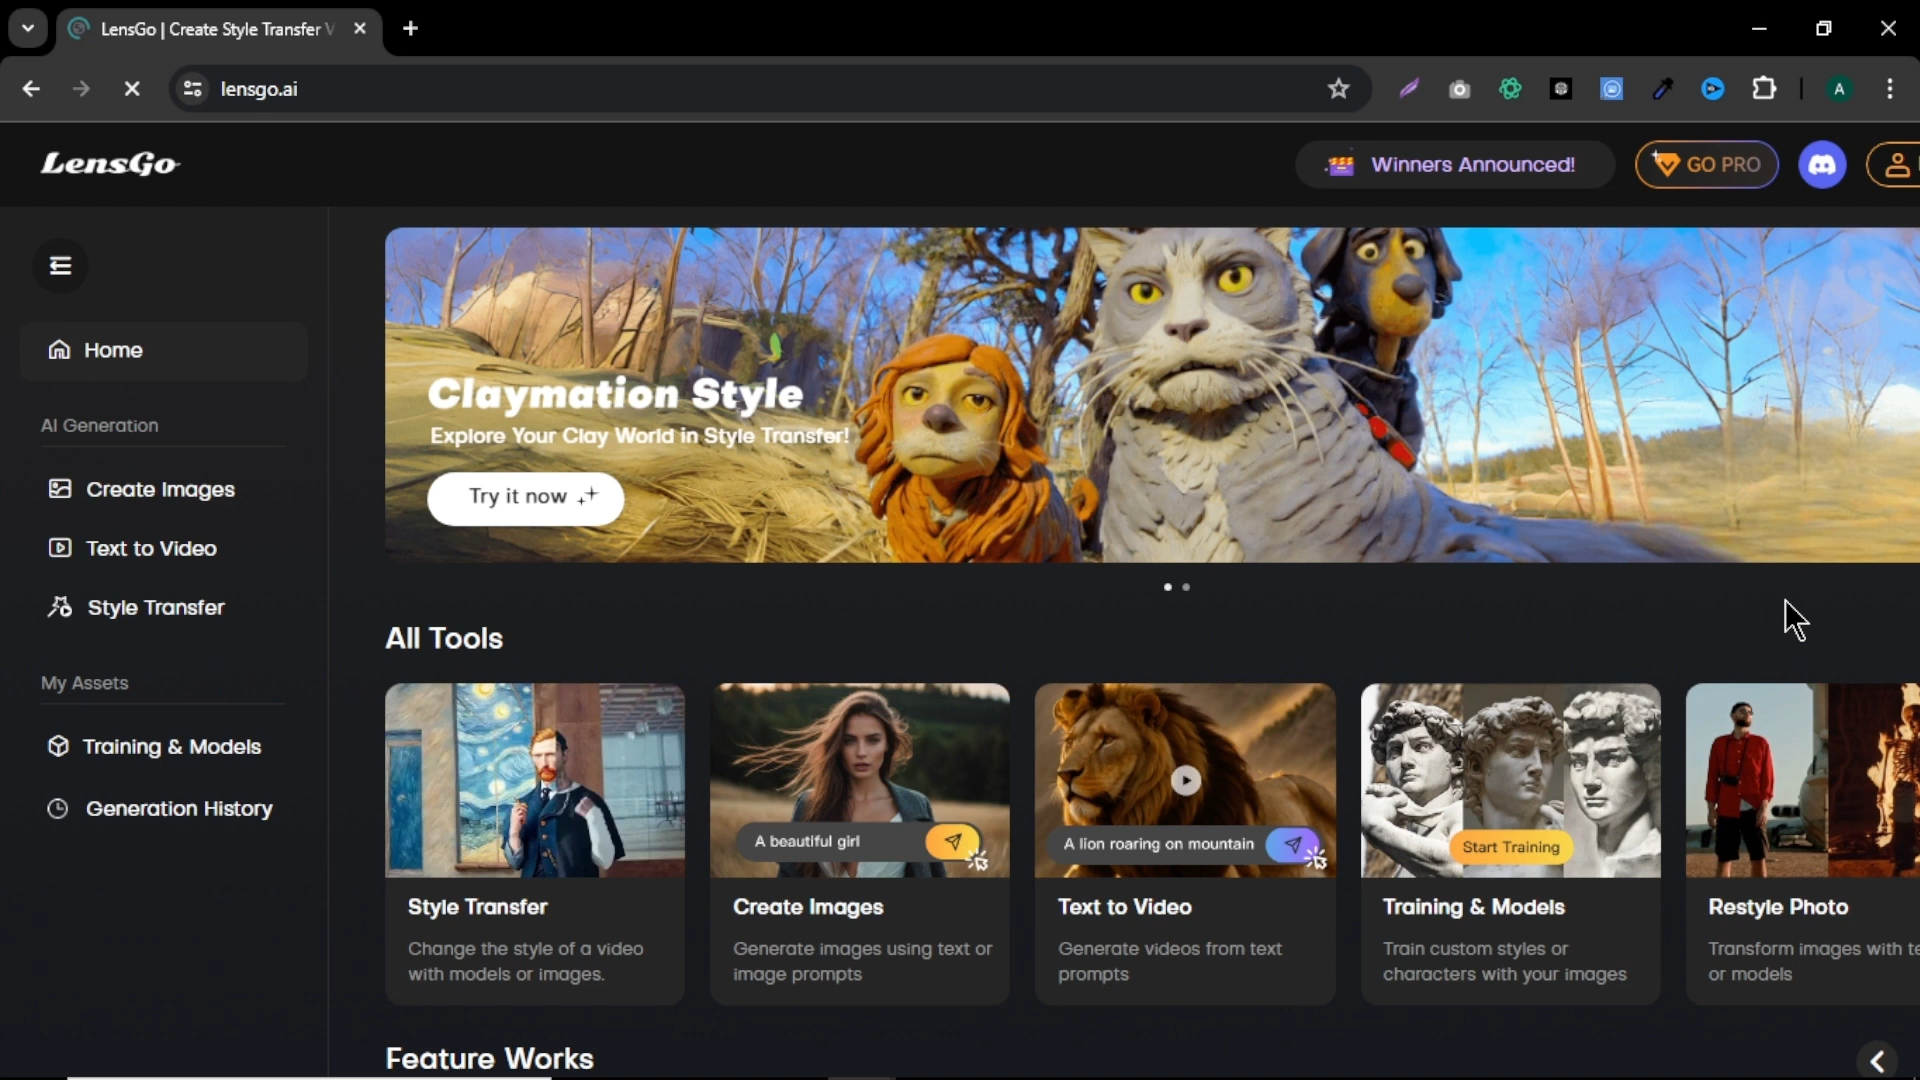 LensGo | Create Style Transfer V
lensgo.ai
A
LensGo
Winners Announced!
GO PRO
Home
AI Generation
Create Images
Text to Video
Style Transfer
My Assets
Training & Models
Generation History
Claymation Style
Explore Your Clay World in Style Transfer!
Try it now
All Tools
A beautiful girl
A lion roaring on mountain
Start Training
Style Transfer
Change the style of a video
with models or images.
Create Images
Generate images using text or
image prompts
Text to Video
Generate videos from text
prompts
Training & Models
Train custom styles or
characters with your images
Restyle Photo
Transform images with te
or models
Feature Works